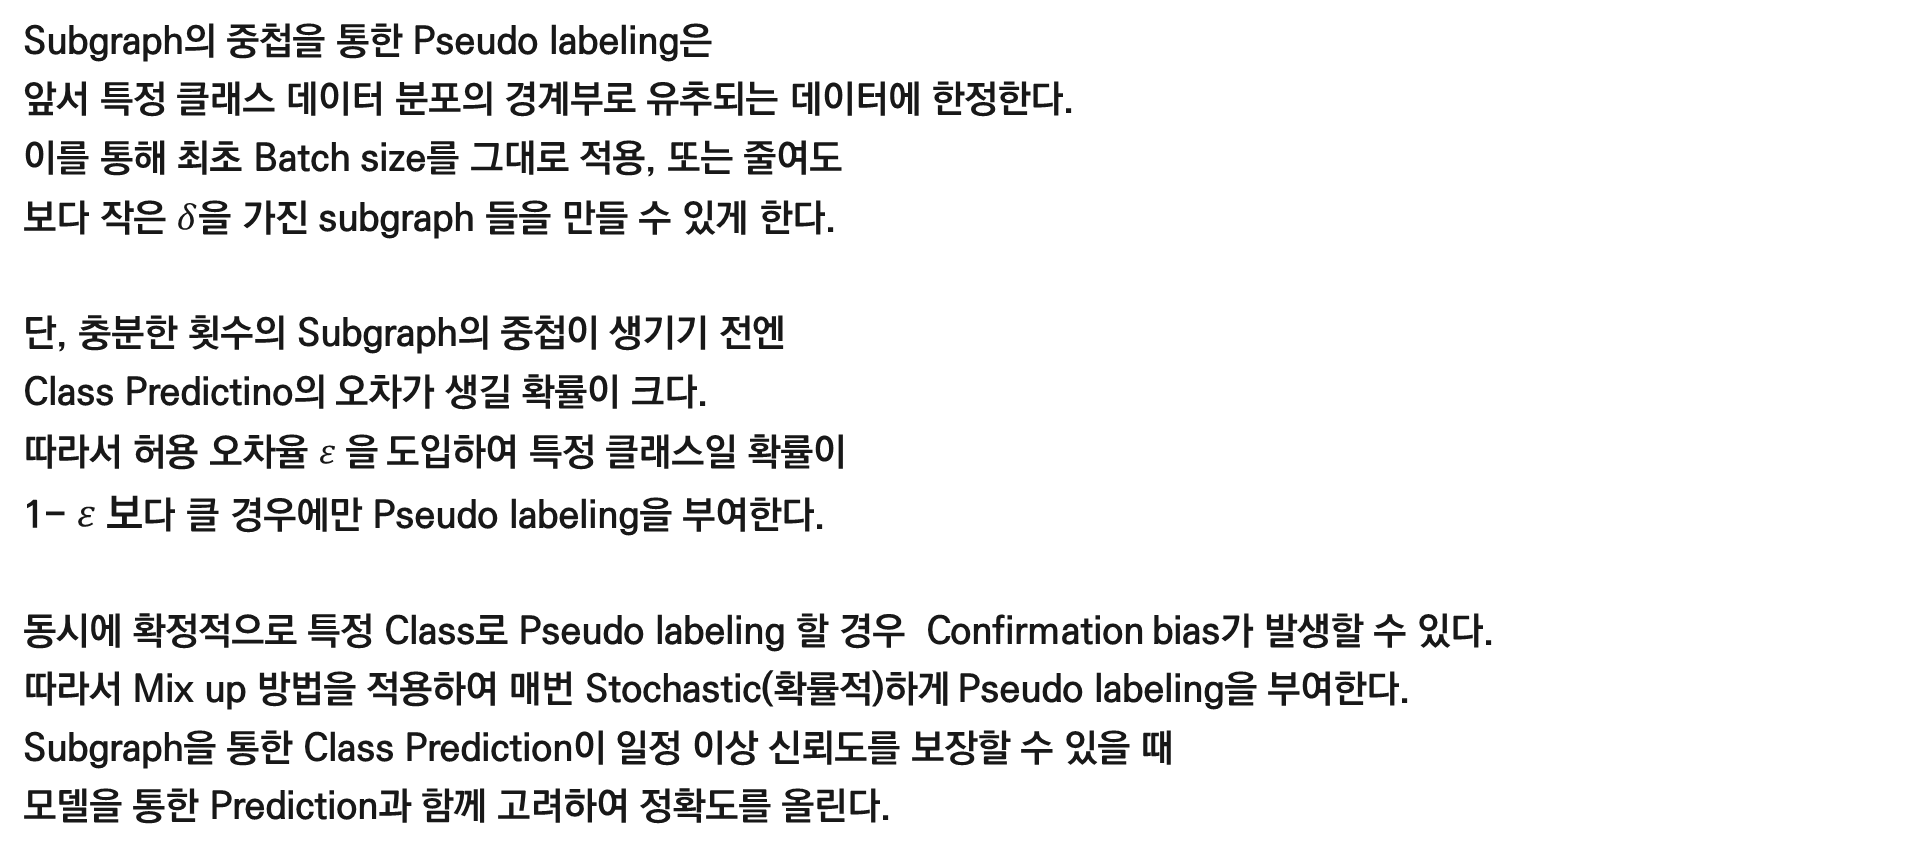 Subgraph의 중첩을 통한 Pseudo labeling은
앞서 특정 클래스 데이터 분포의 경계부로 유추되는 데이터에 한정한다.
이를 통해 최초 Batch size를 그대로 적용, 또는 줄여도
보다 작은 δ을 가진 subgraph 들을 만들 수 있게 한다.
단, 충분한 횟수의 Subgraph의 중첩이 생기기 전엔
Class Predictino의 오차가 생길 확률이 크다.
따라서 허용 오차율 ε 을 도입하여 특정 클래스일 확률이
1- ε 보다 클 경우에만 Pseudo labeling을 부여한다.
동시에 확정적으로 특정 Class로 Pseudo labeling 할 경우  Confirmation bias가 발생할 수 있다.
따라서 Mix up 방법을 적용하여 매번 Stochastic(확률적)하게 Pseudo labeling을 부여한다.
Subgraph을 통한 Class Prediction이 일정 이상 신뢰도를 보장할 수 있을 때
모델을 통한 Prediction과 함께 고려하여 정확도를 올린다.